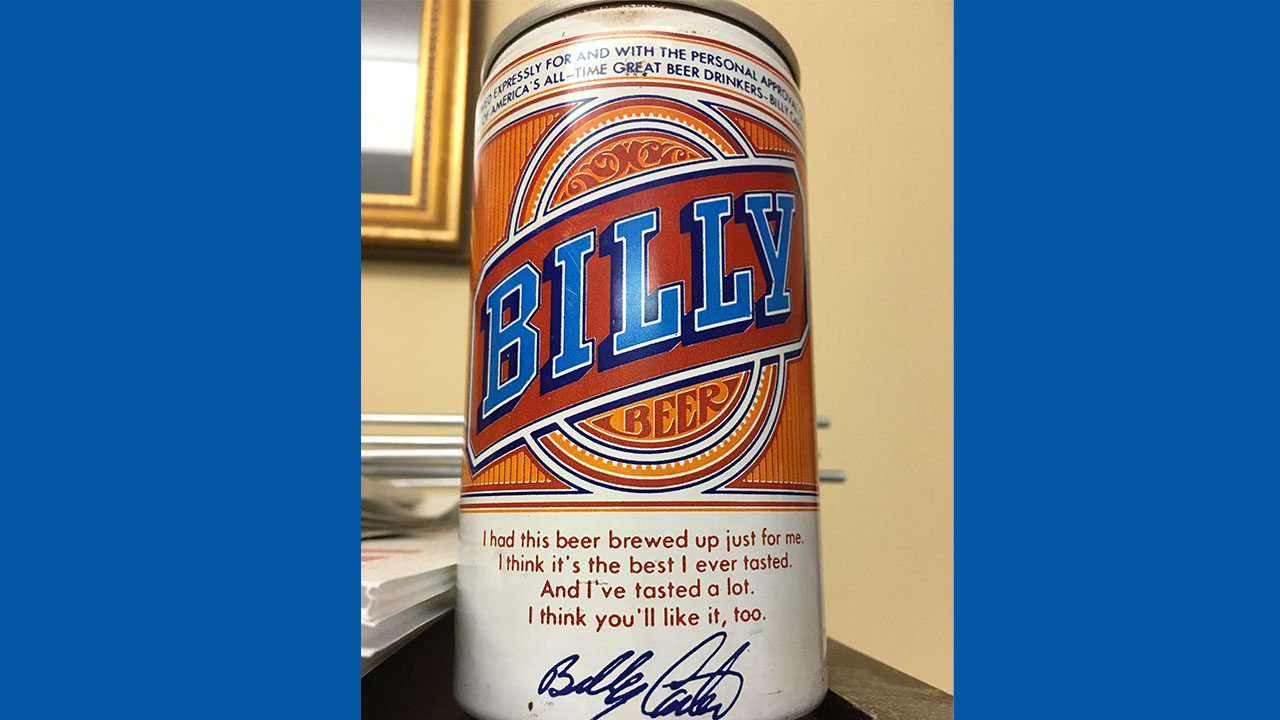 EXPRESSLY FOR AND WITH THE PERSONAL APPROVAL
OF AMERICA'S ALL-TIME GREAT BEER DRINKERS-BILLY
BILLY
BEER
I had this beer brewed up just for me.
I think it's the best I ever tasted.
And I've tasted a lot.
I think you'll like it, too.
Billy Carter